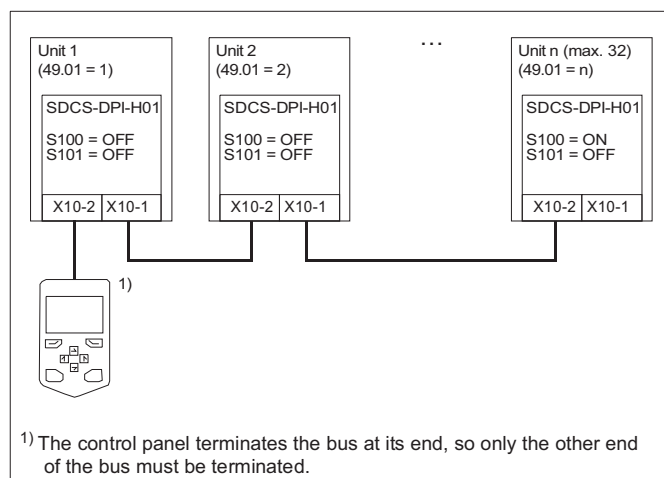 Unit 1
(49.01 = 1)
SDCS-DPI-H01
S100 = OFF
S101 = OFF
X10-2 X10-1
Unit 2
(49.01 = 2)
SDCS-DPI-H01
S100 = OFF
S101 = OFF
X10-2 X10-1
...
Unit n (max. 32)
(49.01 = n)
SDCS-DPI-H01
S100 = ON
S101 = OFF
X10-2 X10-1
1)
1) The control panel terminates the bus at its end, so only the other end
of the bus must be terminated.